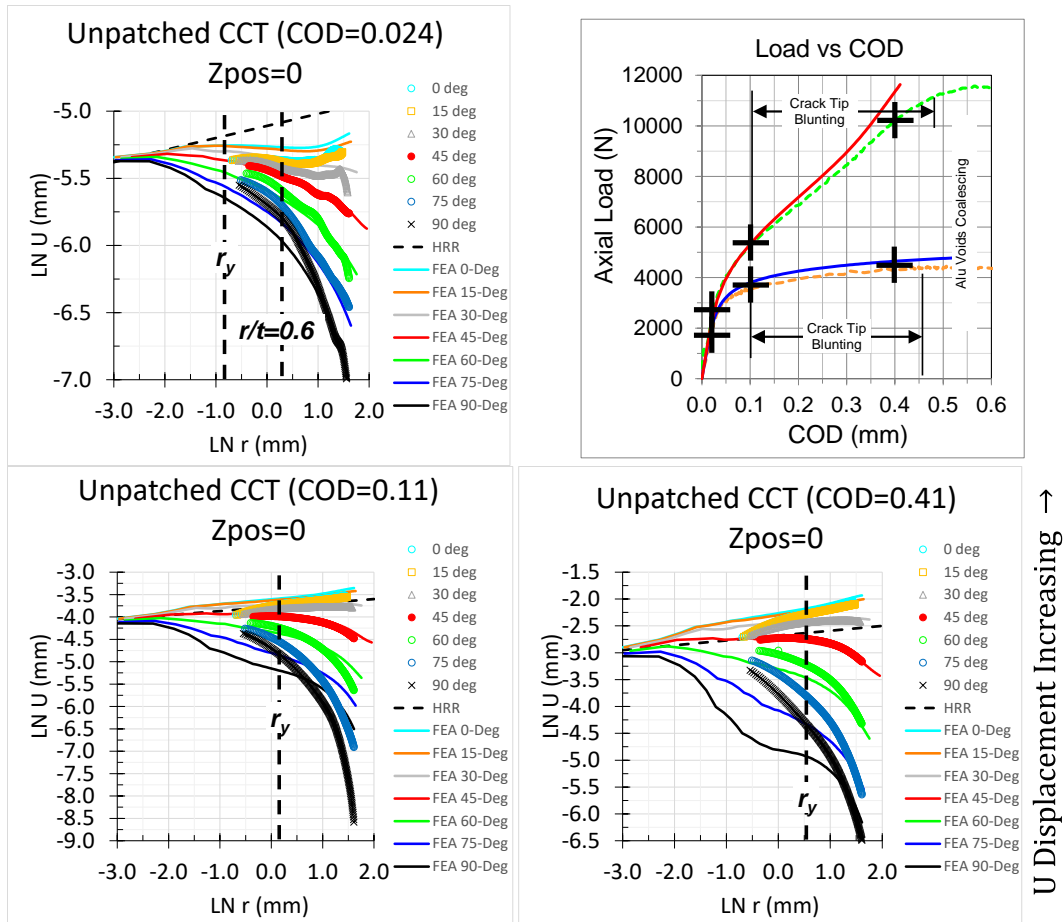 Unpatched CCT (COD=0.024)
Zpos=0
-5.0
-5.5
-6.0
-6.5
-7.0
LN U (mm)
-3.0
-2.0
-1.0
0.0
1.0
2.0
LN r (mm)
r_y
r/t=0.6
0 deg
15 deg
30 deg
45 deg
60 deg
75 deg
90 deg
HRR
FEA 0-Deg
FEA 15-Deg
FEA 30-Deg
FEA 45-Deg
FEA 60-Deg
FEA 75-Deg
FEA 90-Deg
Load vs COD
12000
10000
8000
6000
4000
2000
0
Axial Load (N)
0.0
0.1
0.2
0.3
0.4
0.5
0.6
COD (mm)
Crack Tip
Blunting
Crack Tip
Blunting
Alu Voids Coalescing
Unpatched CCT (COD=0.11)
Zpos=0
-3.0
-3.5
-4.0
-4.5
-5.0
-5.5
-6.0
-6.5
-7.0
-7.5
-8.0
-8.5
-9.0
LN U (mm)
-3.0
-2.0
-1.0
0.0
1.0
2.0
LN r (mm)
r_y
0 deg
15 deg
30 deg
45 deg
60 deg
75 deg
90 deg
HRR
FEA 0-Deg
FEA 15-Deg
FEA 30-Deg
FEA 45-Deg
FEA 60-Deg
FEA 75-Deg
FEA 90-Deg
Unpatched CCT (COD=0.41)
Zpos=0
-1.5
-2.0
-2.5
-3.0
-3.5
-4.0
-4.5
-5.0
-5.5
-6.0
-6.5
LN U (mm)
-3.0
-2.0
-1.0
0.0
1.0
2.0
LN r (mm)
r_y
0 deg
15 deg
30 deg
45 deg
60 deg
75 deg
90 deg
HRR
FEA 0-Deg
FEA 15-Deg
FEA 30-Deg
FEA 45-Deg
FEA 60-Deg
FEA 75-Deg
FEA 90-Deg
U Displacement Increasing →